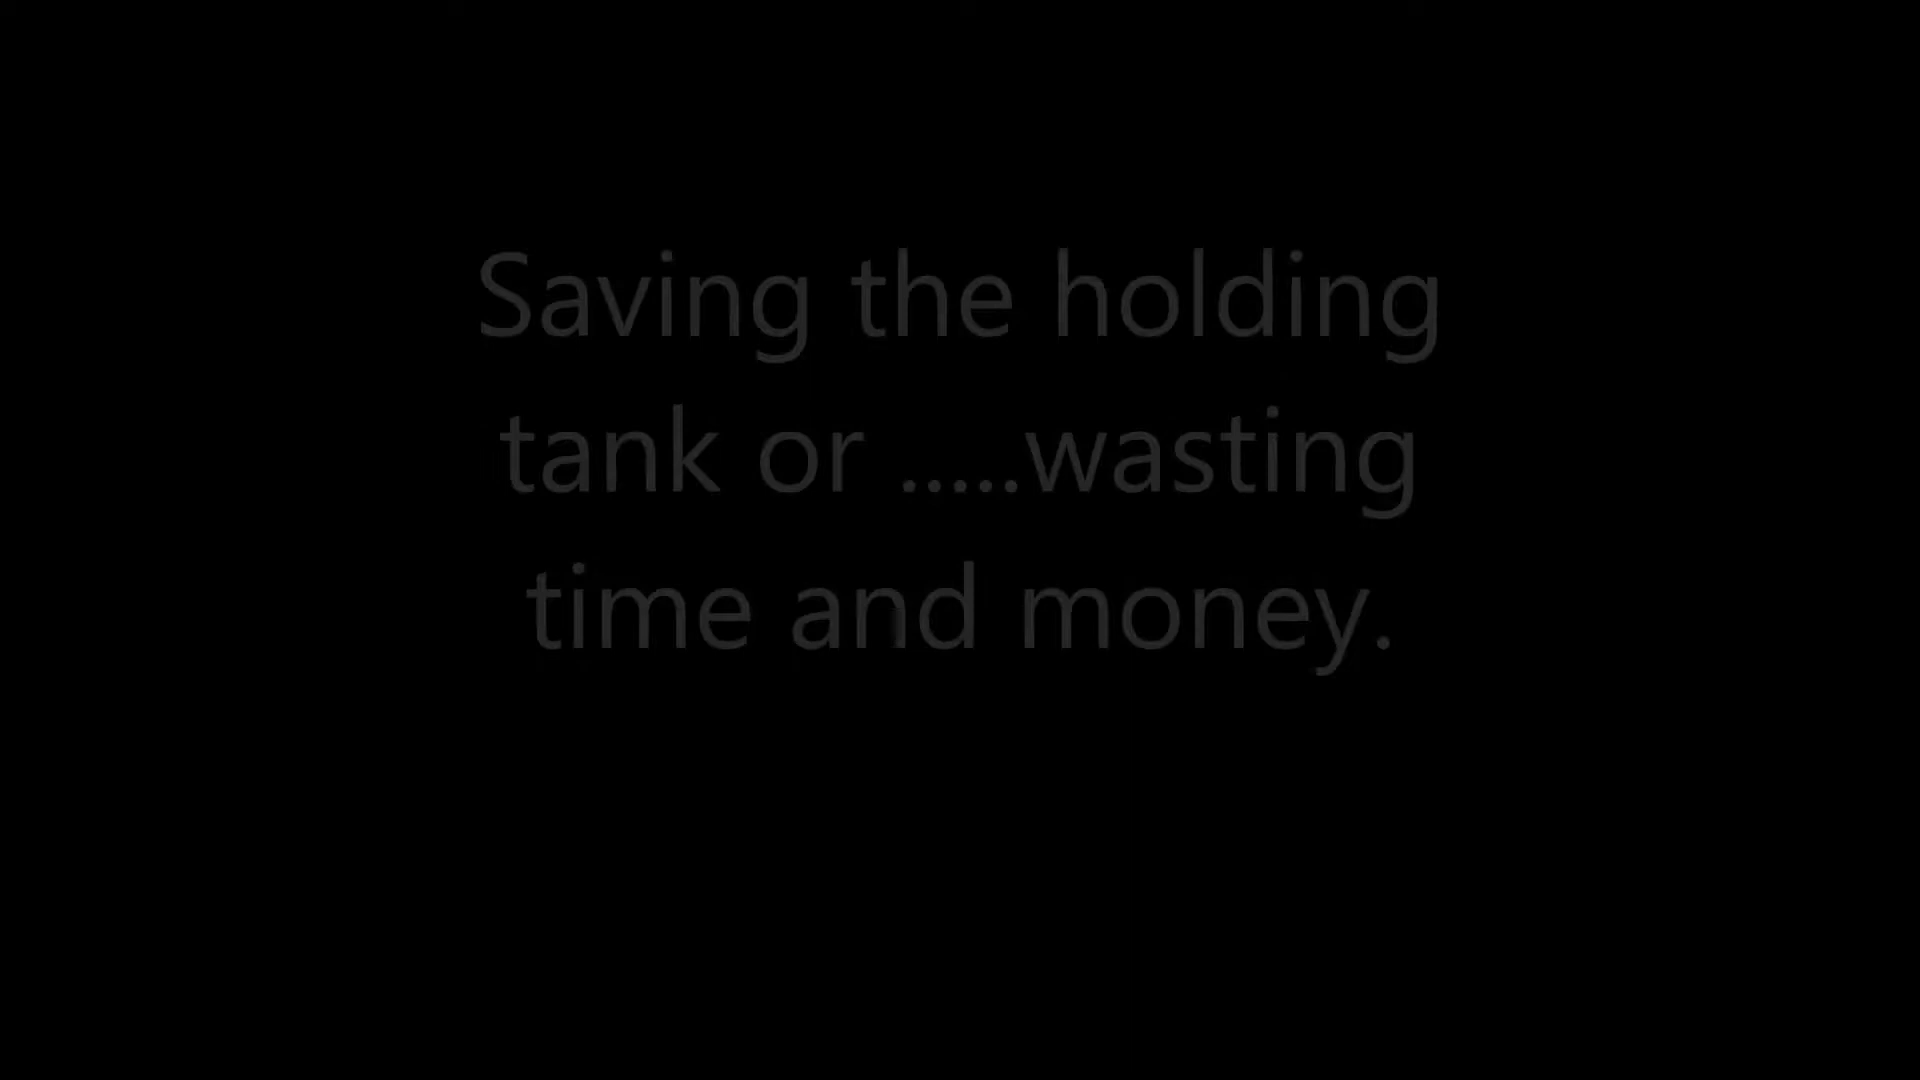 Saving the holding
tank or .....wasting
time and money.